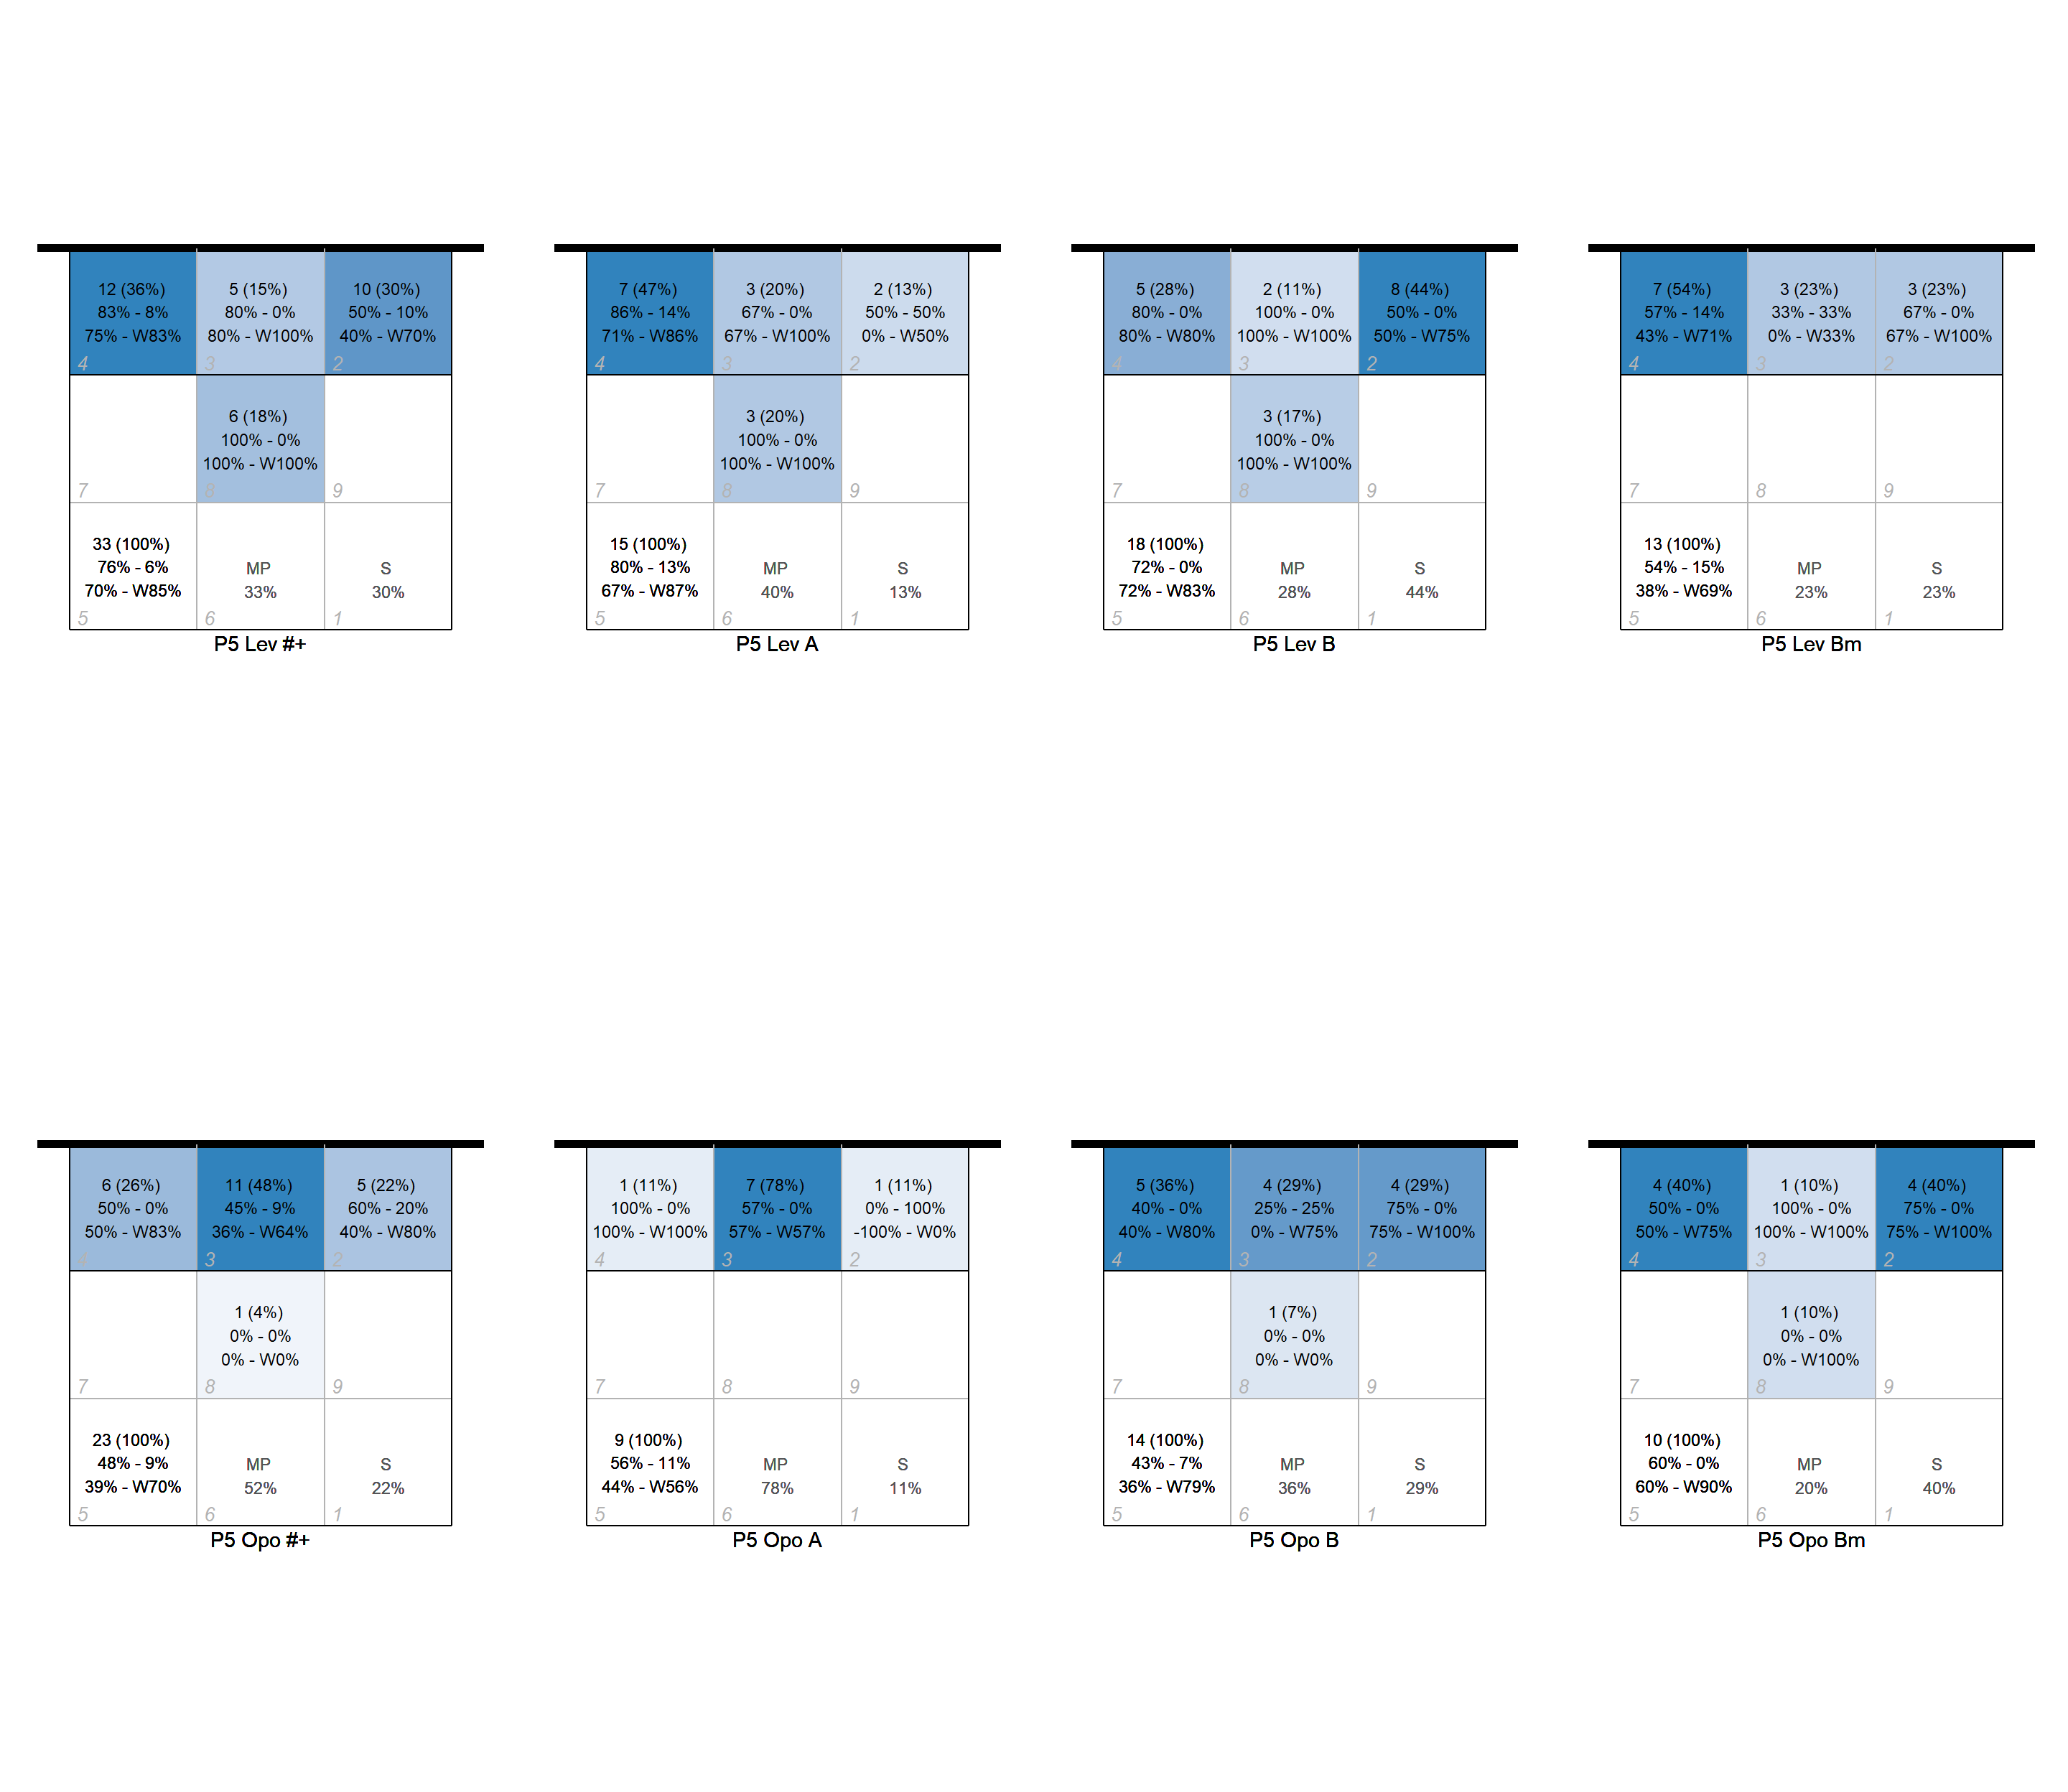 12 (36%)
83% - 8%
75% - W83%
4
5 (15%)
80% - 0%
80% - W100%
3
10 (30%)
50% - 10%
40% - W70%
2
7
6 (18%)
100% - 0%
100% - W100%
8
9
33 (100%)
76% - 6%
70% - W85%
5
MP
33%
6
S
30%
1
P5 Lev #+
7 (47%)
86% - 14%
71% - W86%
4
3 (20%)
67% - 0%
67% - W100%
3
2 (13%)
50% - 50%
0% - W50%
2
7
3 (20%)
100% - 0%
100% - W100%
8
9
15 (100%)
80% - 13%
67% - W87%
5
MP
40%
6
S
13%
1
P5 Lev A
5 (28%)
80% - 0%
80% - W80%
4
2 (11%)
100% - 0%
100% - W100%
3
8 (44%)
50% - 0%
50% - W75%
2
7
3 (17%)
100% - 0%
100% - W100%
8
9
18 (100%)
72% - 0%
72% - W83%
5
MP
28%
6
S
44%
1
P5 Lev B
7 (54%)
57% - 14%
43% - W71%
4
3 (23%)
33% - 33%
0% - W33%
3
3 (23%)
67% - 0%
67% - W100%
2
7
8
9
13 (100%)
54% - 15%
38% - W69%
5
MP
23%
6
S
23%
1
P5 Lev Bm
6 (26%)
50% - 0%
50% - W83%
4
11 (48%)
45% - 9%
36% - W64%
3
5 (22%)
60% - 20%
40% - W80%
2
7
1 (4%)
0% - 0%
0% - W0%
8
9
23 (100%)
48% - 9%
39% - W70%
5
MP
52%
6
S
22%
1
P5 Opo #+
1 (11%)
100% - 0%
100% - W100%
4
7 (78%)
57% - 0%
57% - W57%
3
1 (11%)
0% - 100%
-100% - W0%
2
7
8
9
9 (100%)
56% - 11%
44% - W56%
5
MP
78%
6
S
11%
1
P5 Opo A
5 (36%)
40% - 0%
40% - W80%
4
4 (29%)
25% - 25%
0% - W75%
3
4 (29%)
75% - 0%
75% - W100%
2
7
1 (7%)
0% - 0%
0% - W0%
8
9
14 (100%)
43% - 7%
36% - W79%
5
MP
36%
6
S
29%
1
P5 Opo B
4 (40%)
50% - 0%
50% - W75%
4
1 (10%)
100% - 0%
100% - W100%
3
4 (40%)
75% - 0%
75% - W100%
2
7
1 (10%)
0% - 0%
0% - W100%
8
9
10 (100%)
60% - 0%
60% - W90%
5
MP
20%
6
S
40%
1
P5 Opo Bm